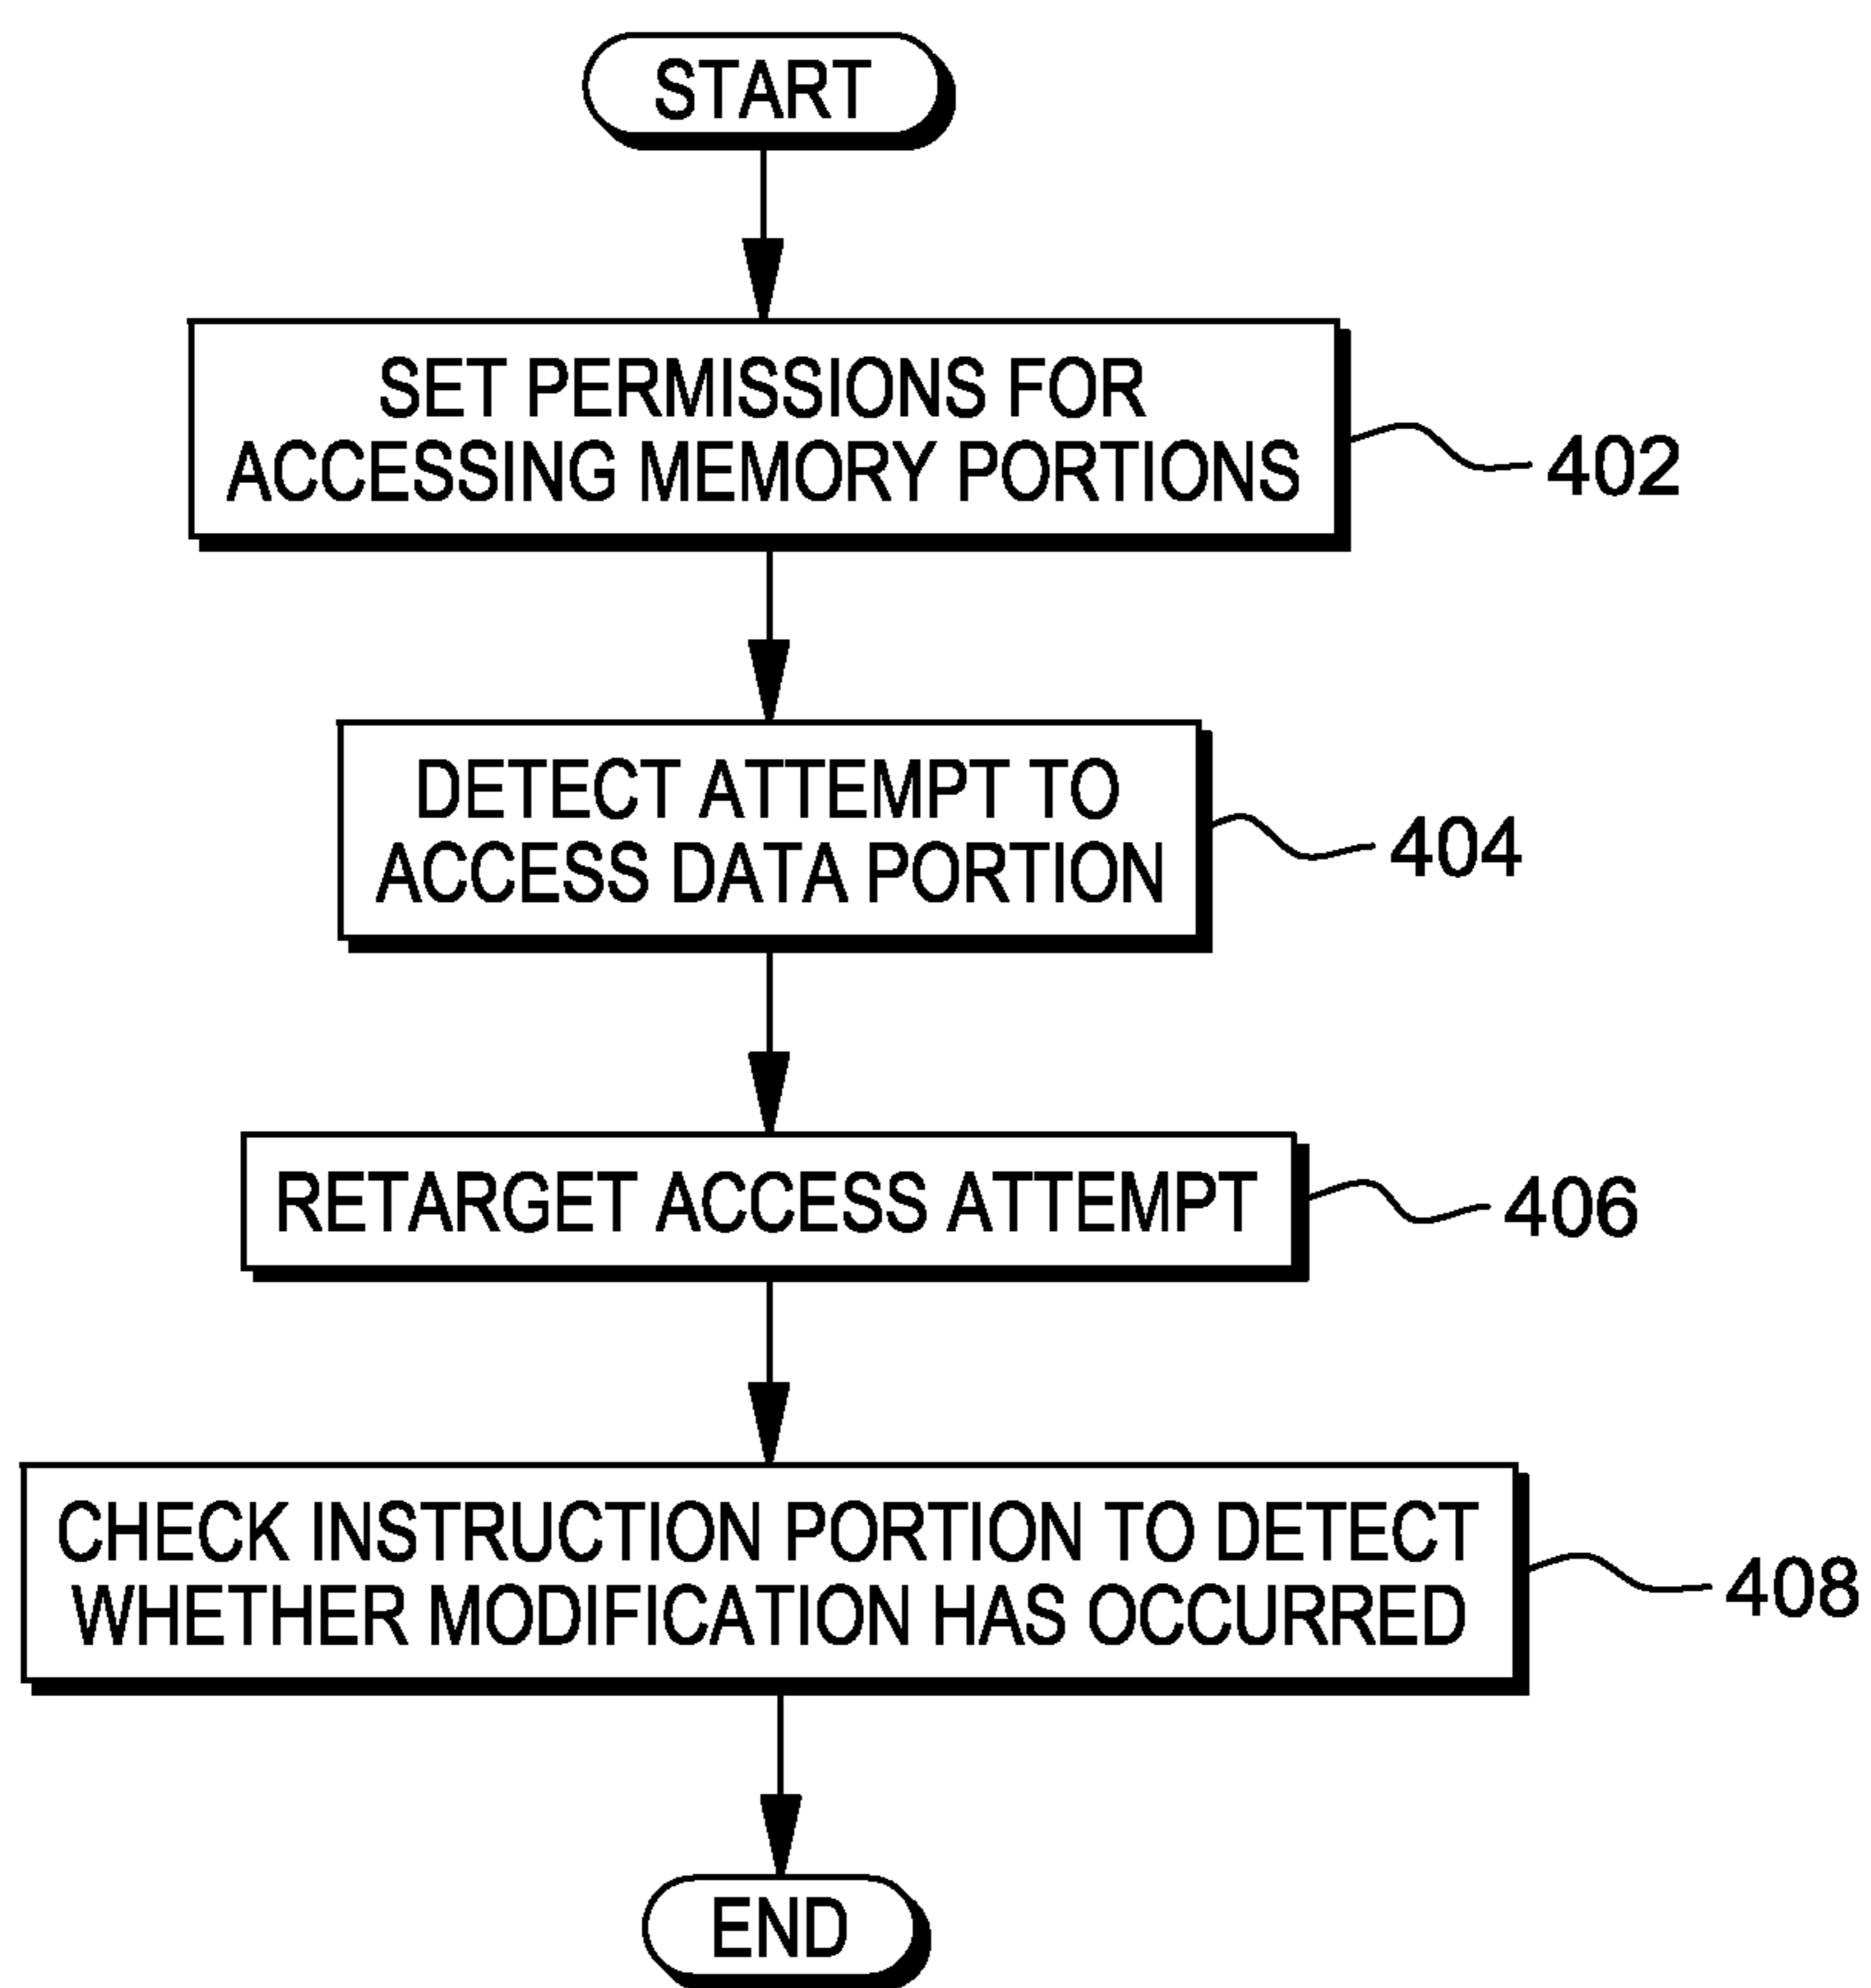 START
SET PERMISSIONS FOR
ACCESSING MEMORY PORTIONS
402
DETECT ATTEMPT TO
ACCESS DATA PORTION
404
RETARGET ACCESS ATTEMPT
406
CHECK INSTRUCTION PORTION TO DETECT
WHETHER MODIFICATION HAS OCCURRED
408
END